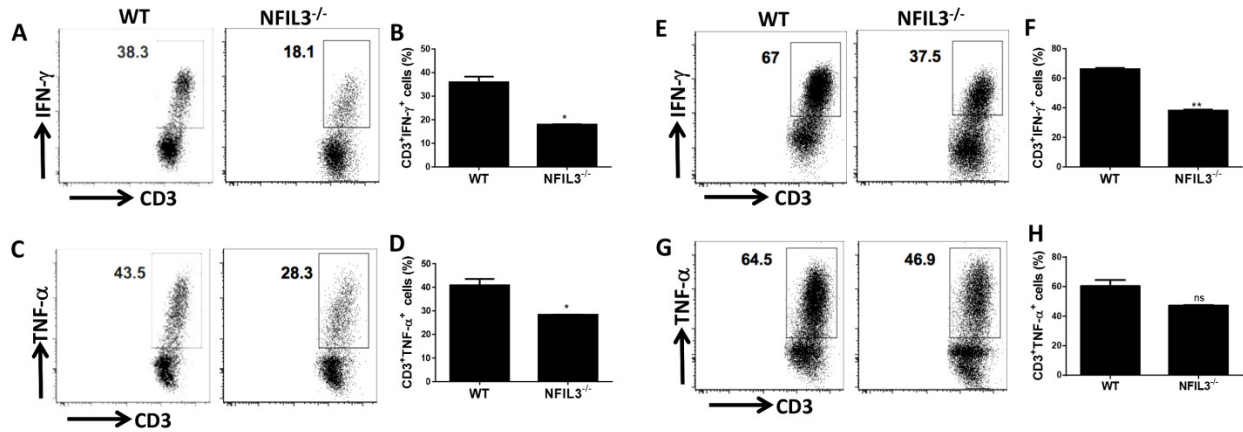 A
WT
NFIL3-/-
38.3
18.1
IFN-γ
CD3
B
CD3+IFN-γ+ cells (%)
50
40
30
20
10
0
*
WT
NFIL3-/-
C
43.5
28.3
TNF-α
CD3
D
CD3+TNF-α+ cells (%)
50
40
30
20
10
0
*
WT
NFIL3-/-
E
WT
NFIL3-/-
67
37.5
IFN-γ
CD3
F
CD3+IFN-γ+ cells (%)
80
60
40
20
0
**
WT
NFIL3-/-
G
64.5
46.9
TNF-α
CD3
H
CD3+TNF-α+ cells (%)
80
60
40
20
0
ns
WT
NFIL3-/-